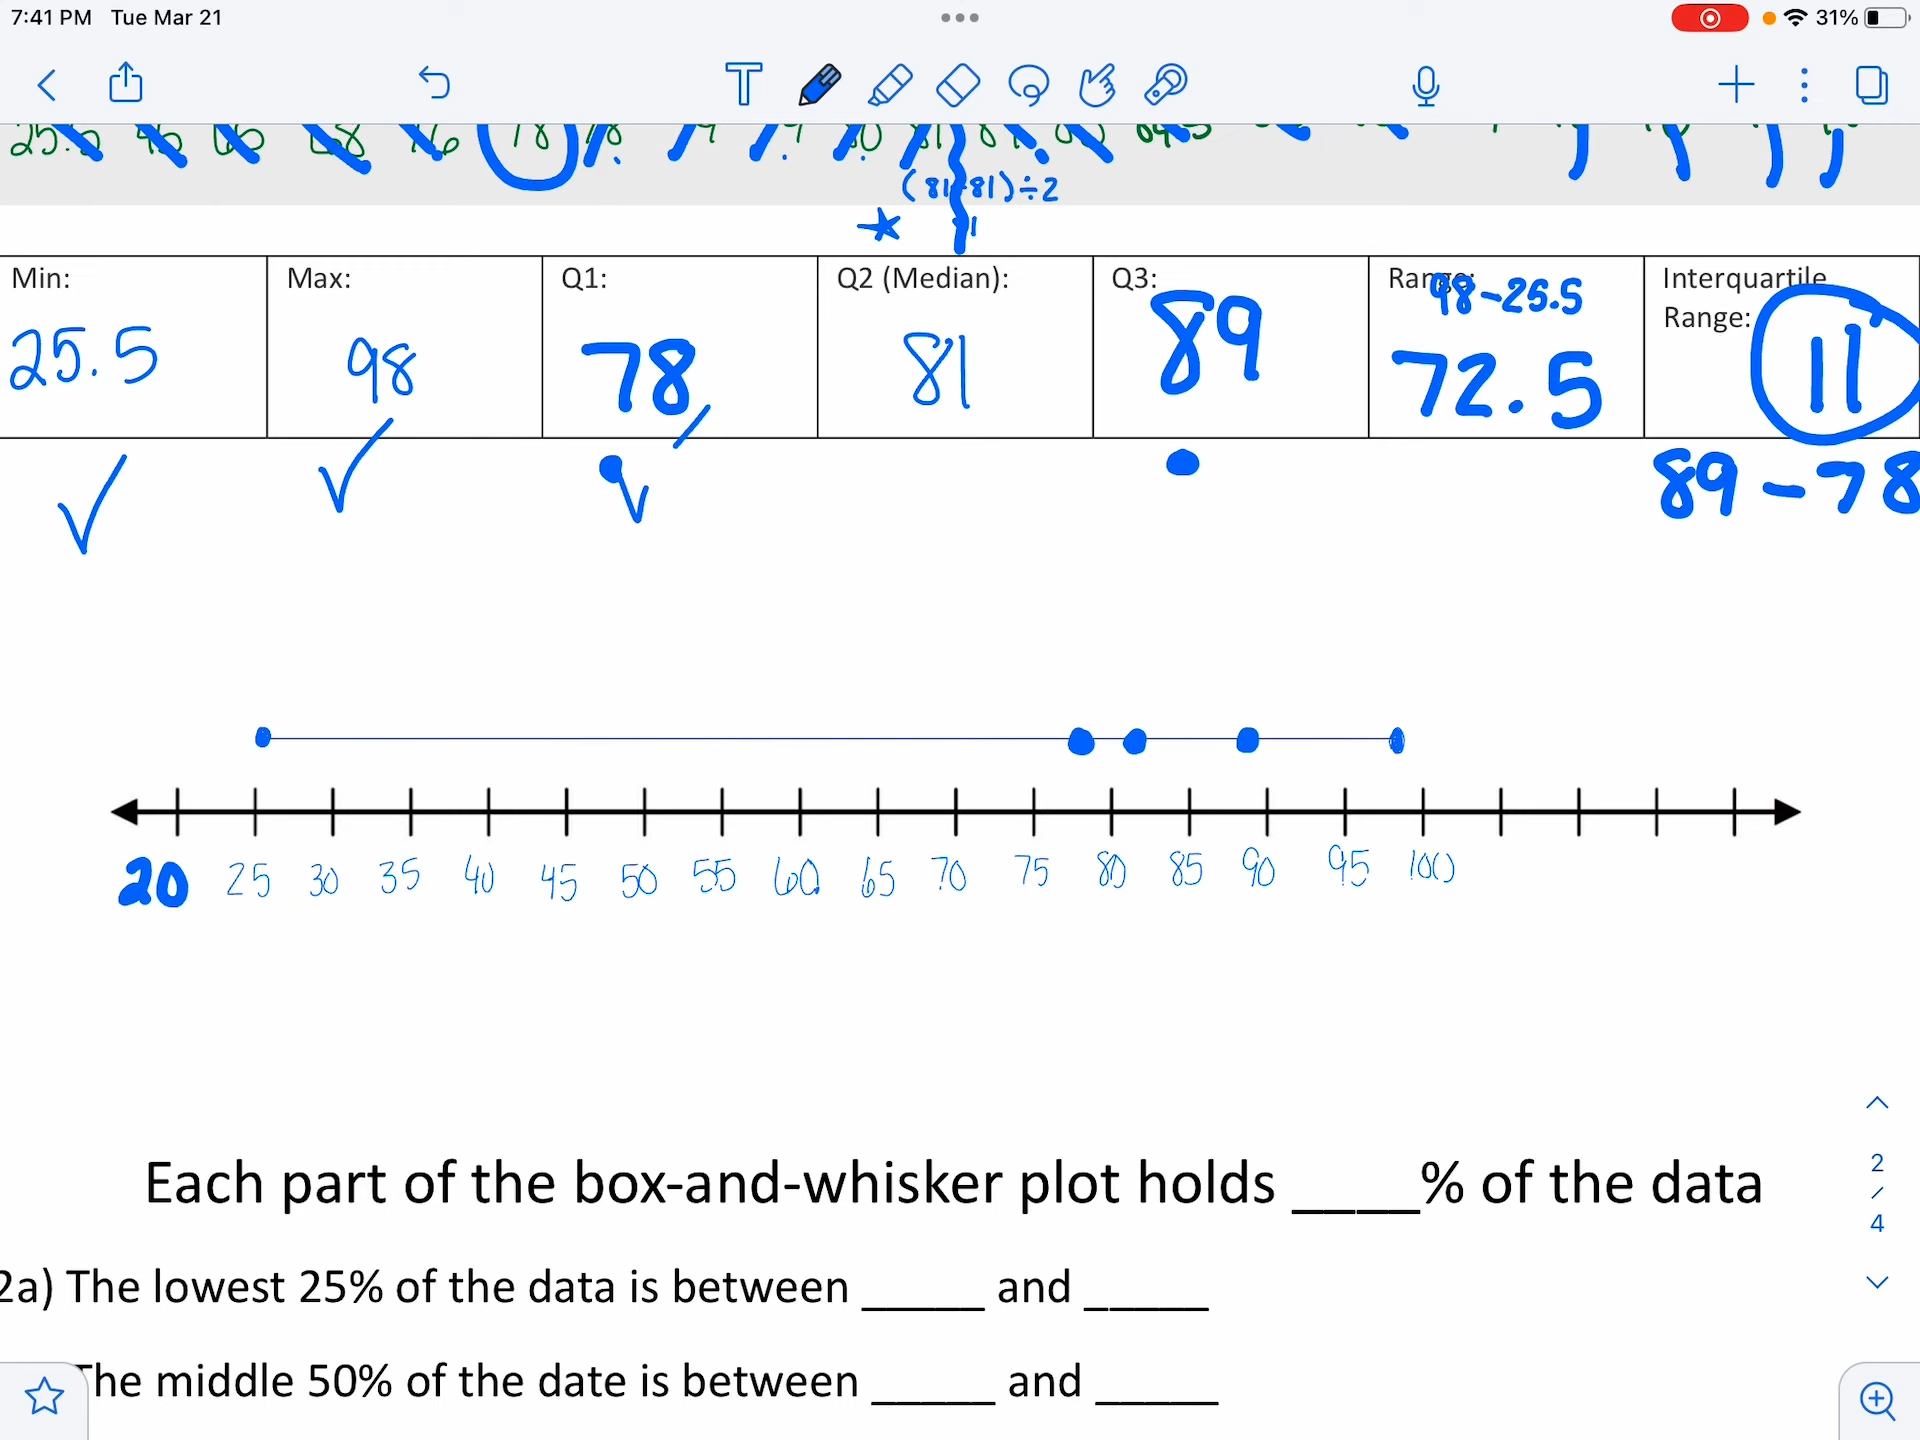 7:41 PM Tue Mar 21
31%
25.5
(81+81)÷2
Min: Max: Q1: Q2 (Median): Q3: Range: Interquartile
Range:
98-25.5
25.5 98 78 81 89 72.5 11
89-78
20 25 30 35 40 45 50 55 60 65 70 75 80 85 90 95 100
Each part of the box-and-whisker plot holds ____% of the data
2a) The lowest 25% of the data is between _____ and _____
The middle 50% of the date is between _____ and _____
2
/
4